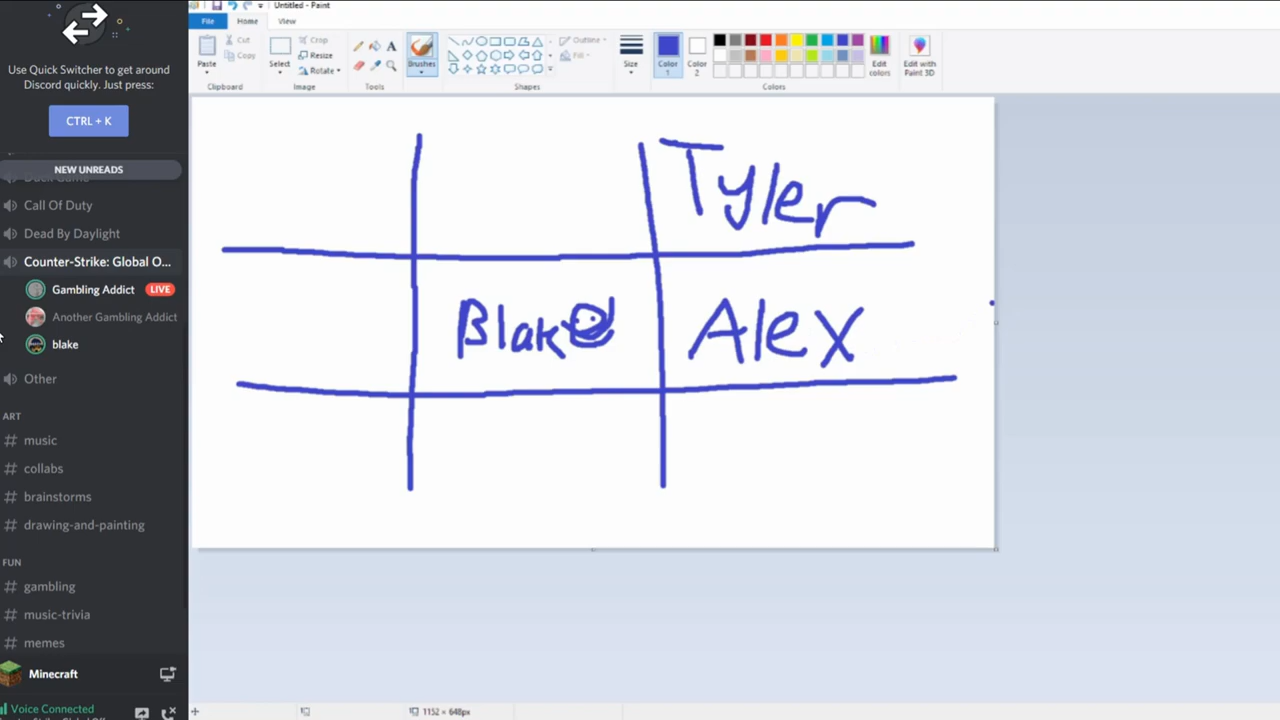 Untitled - Paint
File Home View
Paste
Cut
Copy
Clipboard
Select
Crop
Resize
Rotate
Image
Tools
Brushes
Shapes
Outline
Fill
Size
Color 1
Color 2
Edit colors
Colors
Edit with Paint 3D
Use Quick Switcher to get around
Discord quickly. Just press:
CTRL + K
NEW UNREADS
Call Of Duty
Dead By Daylight
Counter-Strike: Global O...
Gambling Addict LIVE
Another Gambling Addict
blake
Other
ART
# music
# collabs
# brainstorms
# drawing-and-painting
FUN
# gambling
# music-trivia
# memes
Minecraft
Voice Connected
Tyler
Blake
Alex
1152 × 648px